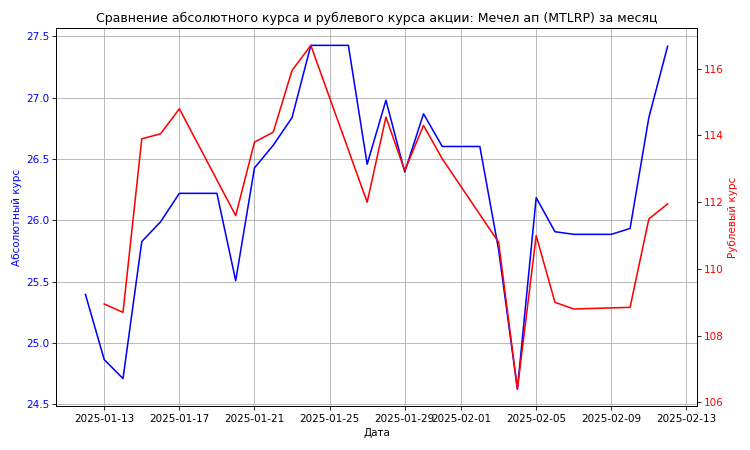 Сравнение абсолютного курса и рублевого курса акции: Мечел ап (MTLRP) за месяц
27.5
27.0
26.5
26.0
25.5
25.0
24.5
Абсолютный курс
116
114
112
110
108
106
Рублевый курс
2025-01-13 2025-01-17 2025-01-21 2025-01-25 2025-01-29 2025-02-01 2025-02-05 2025-02-09 2025-02-13
Дата